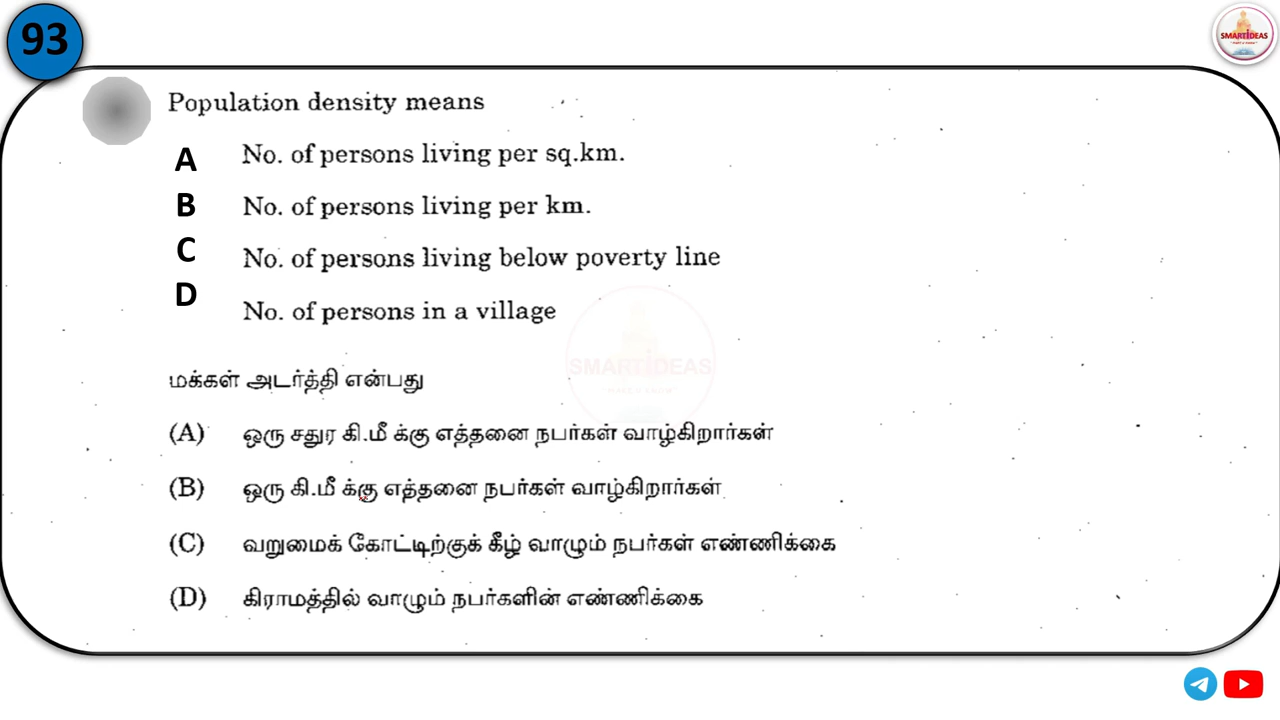 93
SMARTIDEAS
Population density means
A No. of persons living per sq.km.
B No. of persons living per km.
C No. of persons living below poverty line
D No. of persons in a village
SMARTIDEAS
மக்கள் அடர்த்தி என்பது
(A) ஒரு சதுர கி.மீ க்கு எத்தனை நபர்கள் வாழ்கிறார்கள்
(B) ஒரு கி.மீ க்கு எத்தனை நபர்கள் வாழ்கிறார்கள்
(C) வறுமைக் கோட்டிற்குக் கீழ் வாழும் நபர்கள் எண்ணிக்கை
(D) கிராமத்தில் வாழும் நபர்களின் எண்ணிக்கை